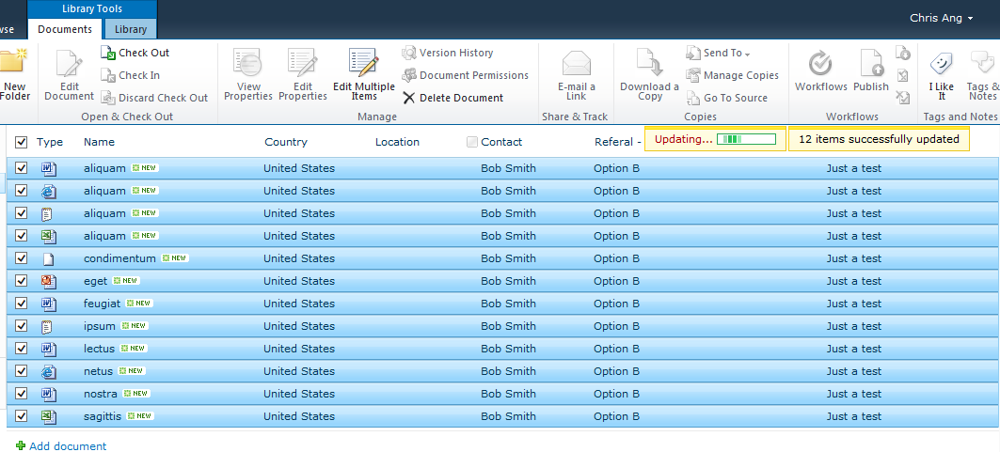 Library Tools
Chris Ang
wse Documents Library
New Folder
Edit Document
Check Out
Check In
Discard Check Out
Open & Check Out
View Properties
Edit Properties
Edit Multiple Items
Version History
Document Permissions
Delete Document
Manage
E-mail a Link
Share & Track
Download a Copy
Send To
Manage Copies
Go To Source
Copies
Workflows
Publish
Workflows
I Like It
Tags & Notes
Tags and Notes
Type Name Country Location Contact Referal - Updating... 12 items successfully updated
aliquam NEW United States Bob Smith Option B Just a test
aliquam NEW United States Bob Smith Option B Just a test
aliquam NEW United States Bob Smith Option B Just a test
aliquam NEW United States Bob Smith Option B Just a test
condimentum NEW United States Bob Smith Option B Just a test
eget NEW United States Bob Smith Option B Just a test
feugiat NEW United States Bob Smith Option B Just a test
ipsum NEW United States Bob Smith Option B Just a test
lectus NEW United States Bob Smith Option B Just a test
netus NEW United States Bob Smith Option B Just a test
nostra NEW United States Bob Smith Option B Just a test
sagittis NEW United States Bob Smith Option B Just a test
Add document